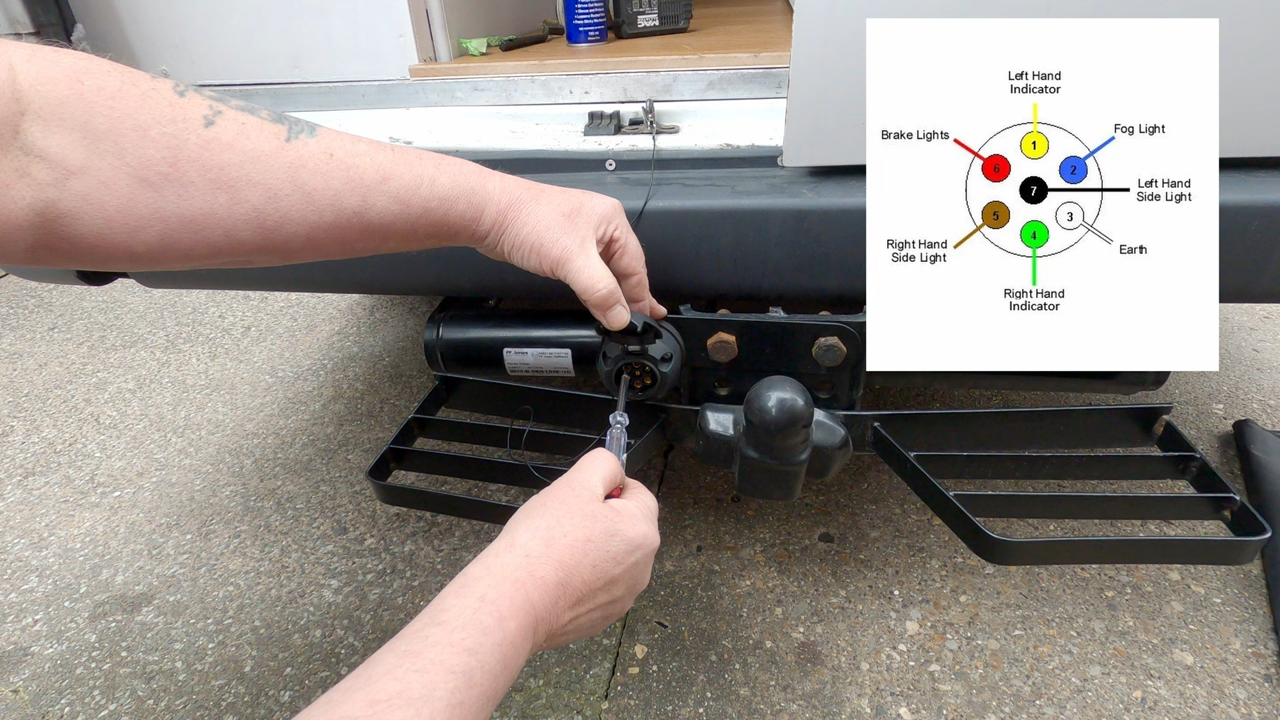 Left Hand
Indicator
Brake Lights
Fog Light
1
6
2
7
Left Hand
Side Light
5
3
4
Right Hand
Side Light
Earth
Right Hand
Indicator
MAC